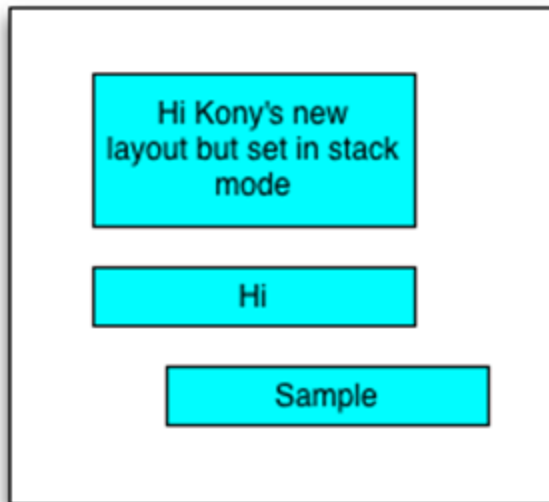 Hi Kony's new
layout but set in stack
mode
Hi
Sample